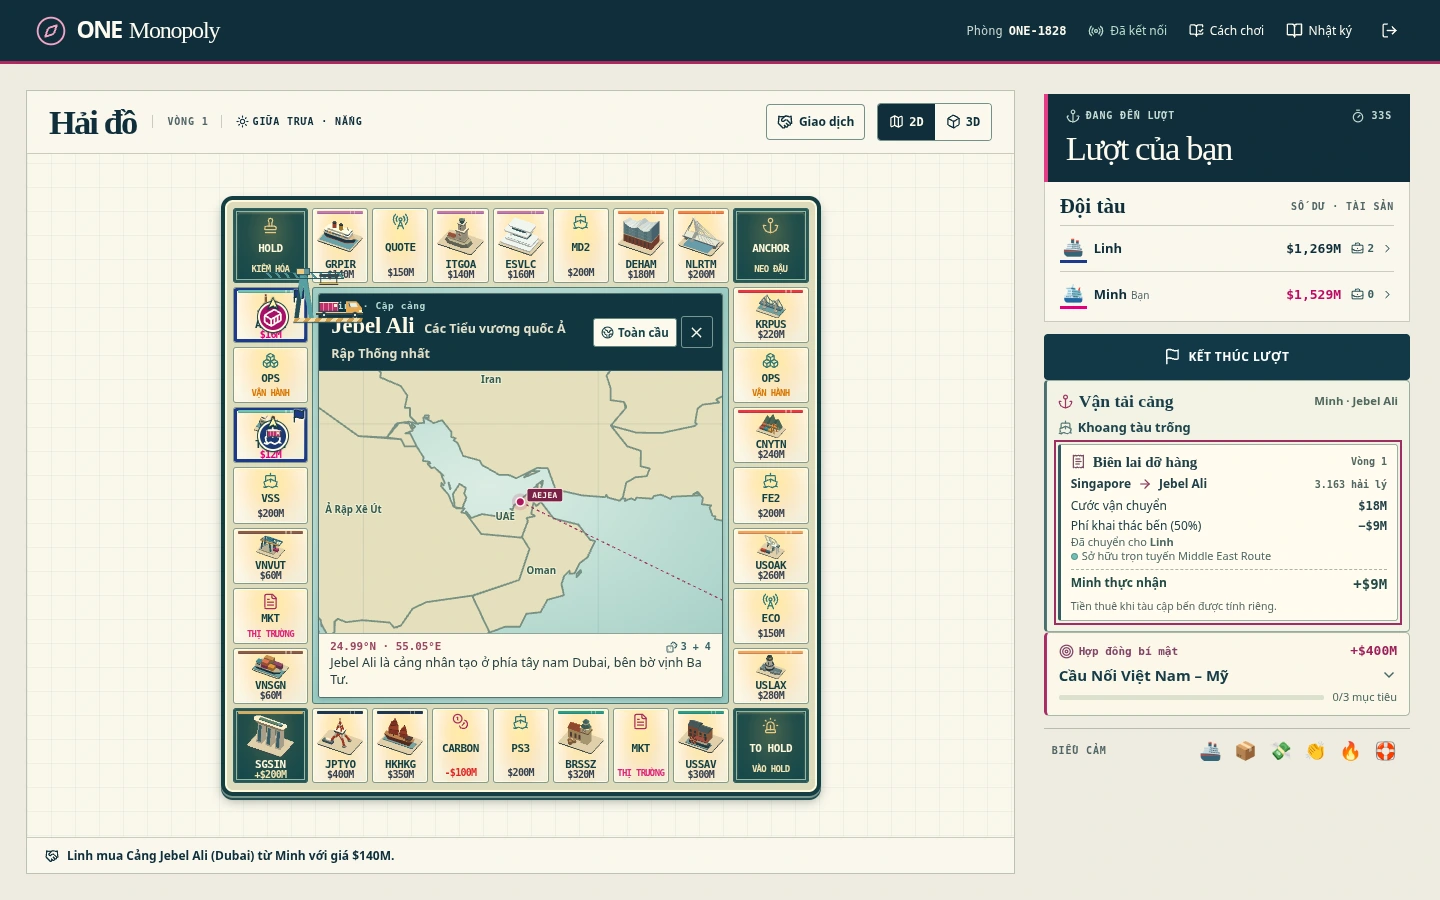 ONE Monopoly
Phòng ONE-1828
Đã kết nối
Cách chơi
Nhật ký
Hải đồ
VÒNG 1
GIỮA TRƯA · NẮNG
Giao dịch
2D
3D
HOLD
KIỂM HÓA
GRPIR
QUOTE
$150M
ITGOA
$140M
ESVLC
$160M
MD2
$200M
DEHAM
$180M
NLRTM
$200M
ANCHOR
NEO ĐẬU
· Cập cảng
Jebel Ali Các Tiểu vương quốc Ả
Rập Thống nhất
Toàn cầu
$16M
OPS
VẬN HÀNH
$12M
VSS
$200M
VNVUT
$60M
MKT
THỊ TRƯỜNG
VNSGN
$60M
Iran
Ả Rập Xê Út
AEJEA
UAE
Oman
24.99°N · 55.05°E
3 + 4
Jebel Ali là cảng nhân tạo ở phía tây nam Dubai, bên bờ vịnh Ba
Tư.
KRPUS
$220M
OPS
VẬN HÀNH
CNYTN
$240M
FE2
$200M
USOAK
$260M
ECO
$150M
USLAX
$280M
SGSIN
+$200M
JPTYO
$400M
HKHKG
$350M
CARBON
-$100M
PS3
$200M
BRSSZ
$320M
MKT
THỊ TRƯỜNG
USSAV
$300M
TO HOLD
VÀO HOLD
Linh mua Cảng Jebel Ali (Dubai) từ Minh với giá $140M.
ĐANG ĐẾN LƯỢT
33S
Lượt của bạn
Đội tàu
SỐ DƯ · TÀI SẢN
Linh
$1,269M
2
Minh Bạn
$1,529M
0
KẾT THÚC LƯỢT
Vận tải cảng
Minh · Jebel Ali
Khoang tàu trống
Biên lai dỡ hàng
Vòng 1
Singapore → Jebel Ali
3.163 hải lý
Cước vận chuyển
$18M
Phí khai thác bến (50%)
−$9M
Đã chuyển cho Linh
Sở hữu trọn tuyến Middle East Route
Minh thực nhận
+$9M
Tiền thuê khi tàu cập bến được tính riêng.
Hợp đồng bí mật
+$400M
Cầu Nối Việt Nam – Mỹ
0/3 mục tiêu
BIỂU CẢM